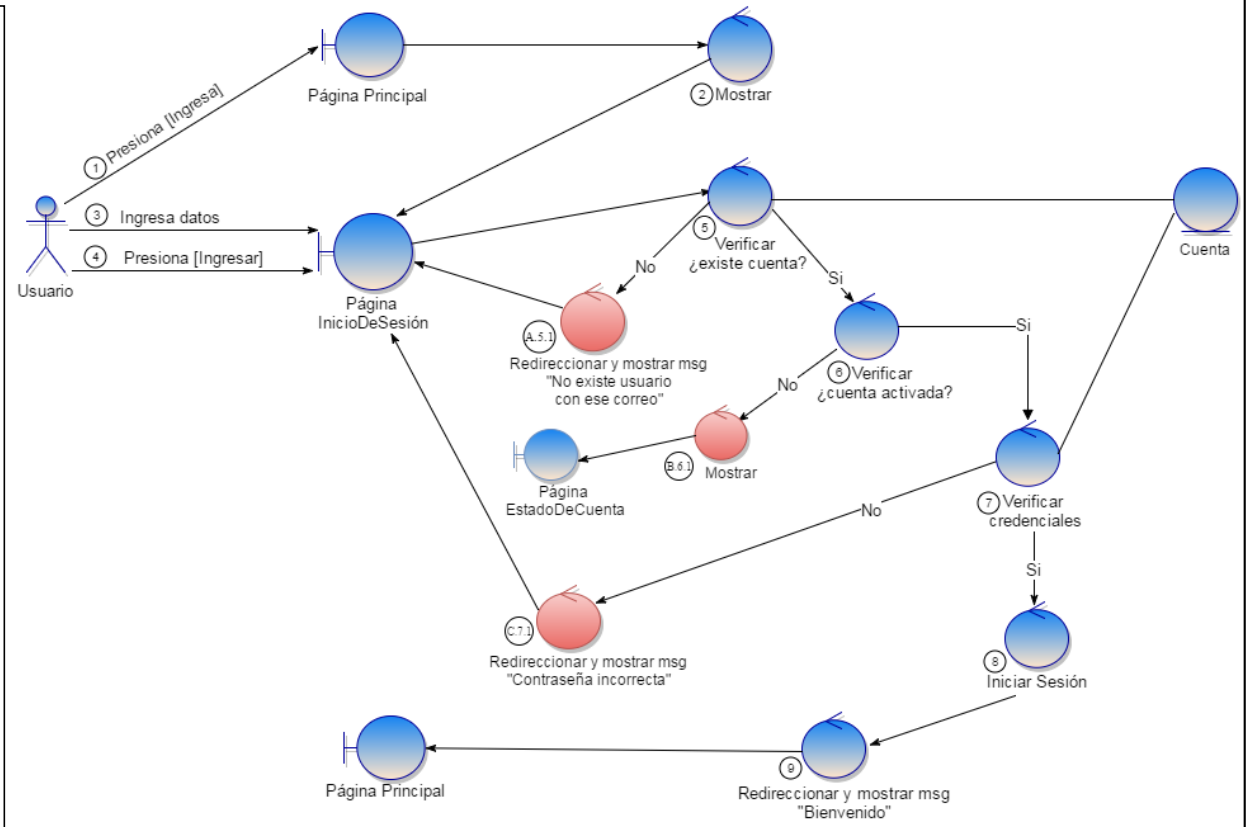 Página Principal
2 Mostrar
1 Presiona [Ingresa]
3 Ingresa datos
4 Presiona [Ingresar]
Usuario
Página
InicioDeSesión
5
Verificar
¿existe cuenta?
Cuenta
No
Si
A.5.1
Redireccionar y mostrar msg
"No existe usuario
con ese correo"
6 Verificar
¿cuenta activada?
Si
No
B.6.1 Mostrar
Página
EstadoDeCuenta
7 Verificar
credenciales
No
Si
C.7.1
Redireccionar y mostrar msg
"Contraseña incorrecta"
8
Iniciar Sesión
9
Redireccionar y mostrar msg
"Bienvenido"
Página Principal